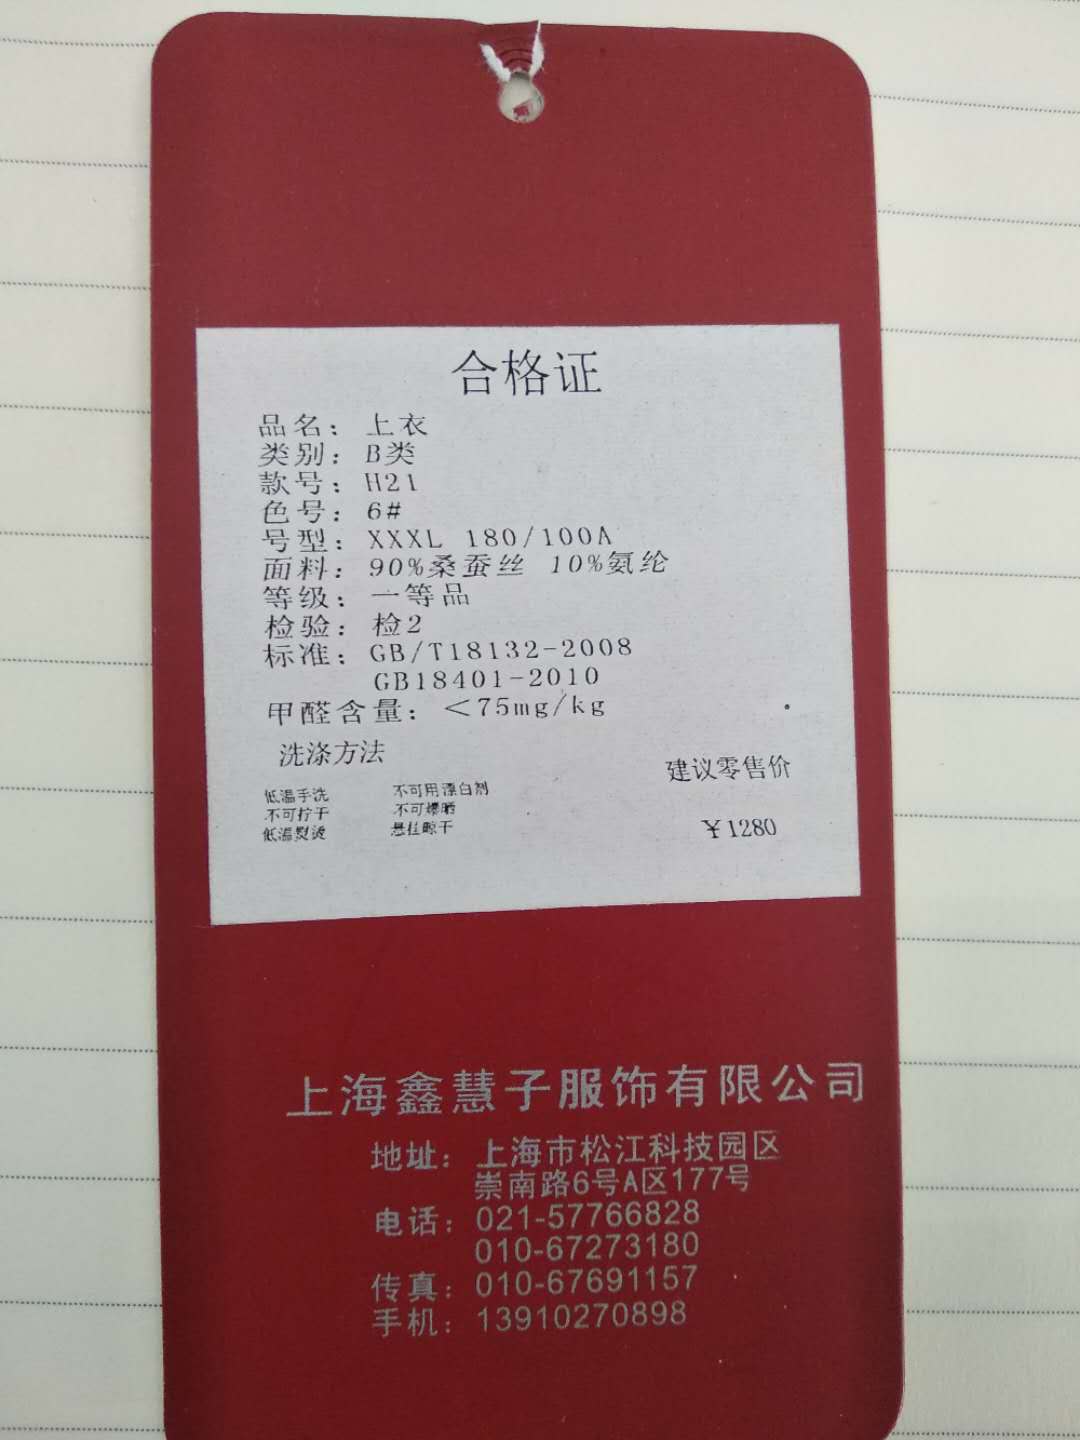 合格证
品名：上衣
类别：B类
款号：H21
色号：6#
号型：XXXL 180/100A
面料：90%桑蚕丝 10%氨纶
等级：一等品
检验：检2
标准：GB/T18132-2008
GB18401-2010
甲醛含量：＜75mg/kg
洗涤方法
低温手洗 不可用漂白剂
不可拧干 不可爆晒
低温熨烫 悬挂晾干
建议零售价
￥1280
上海鑫慧子服饰有限公司
地址：上海市松江科技园区
崇南路6号A区177号
电话：021-57766828
010-67273180
传真：010-67691157
手机：13910270898